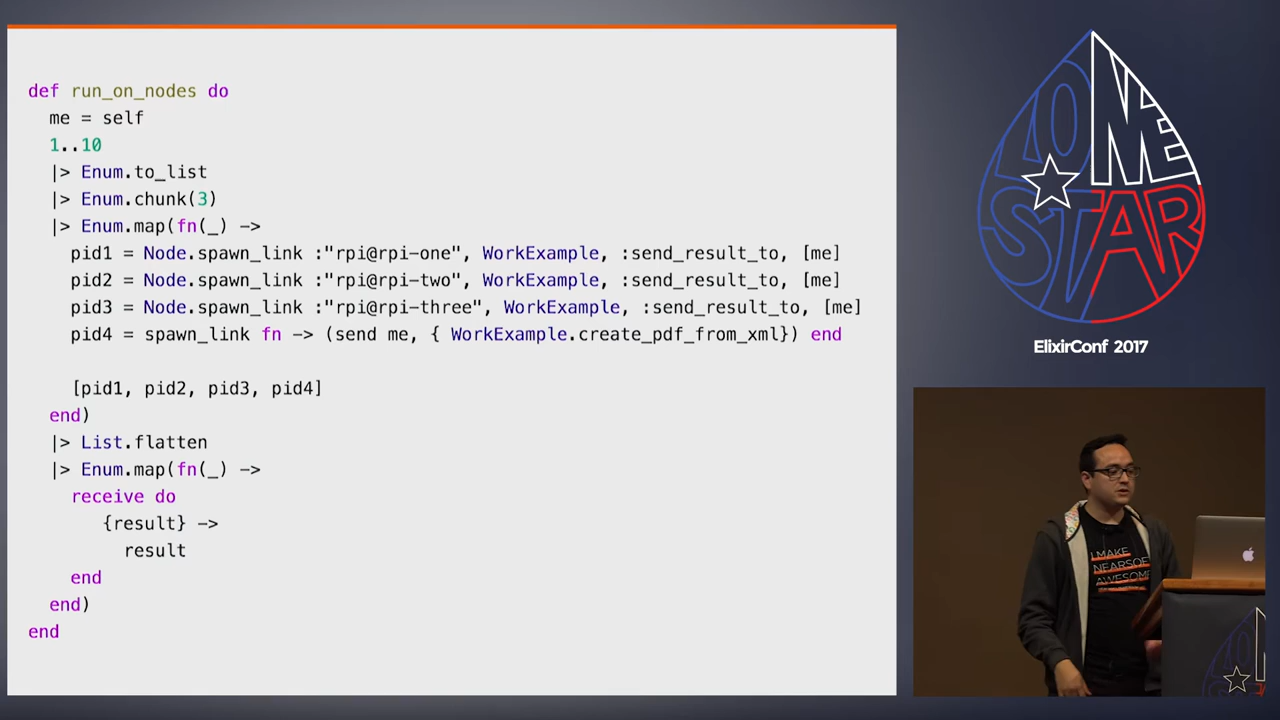 def run_on_nodes do
  me = self
  1..10
  |> Enum.to_list
  |> Enum.chunk(3)
  |> Enum.map(fn(_) ->
    pid1 = Node.spawn_link :"rpi@rpi-one", WorkExample, :send_result_to, [me]
    pid2 = Node.spawn_link :"rpi@rpi-two", WorkExample, :send_result_to, [me]
    pid3 = Node.spawn_link :"rpi@rpi-three", WorkExample, :send_result_to, [me]
    pid4 = spawn_link fn -> (send me, { WorkExample.create_pdf_from_xml}) end
    [pid1, pid2, pid3, pid4]
  end)
  |> List.flatten
  |> Enum.map(fn(_) ->
    receive do
       {result} ->
         result
    end
  end)
end
LONE
STAR
ElixirConf 2017
I MAKE
NEARSOFT
AWESOME